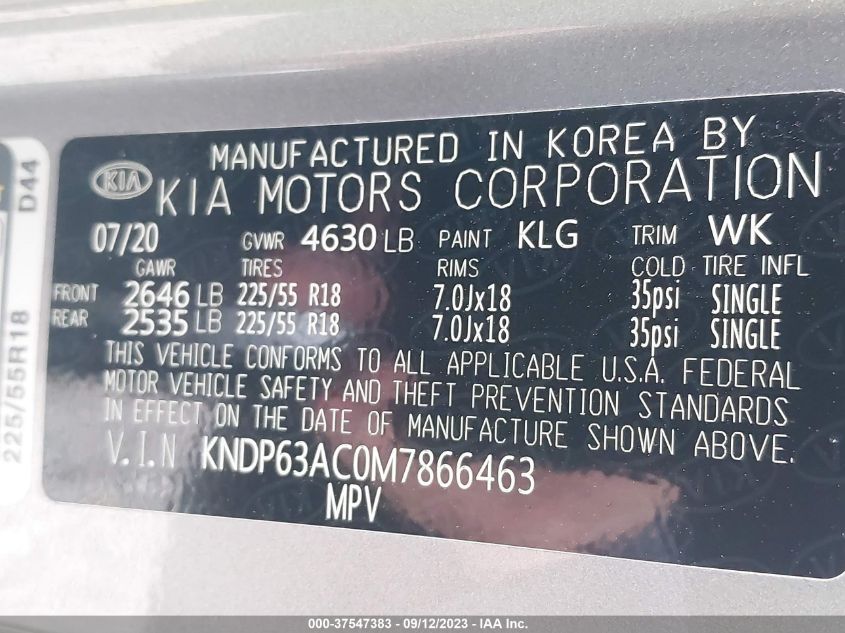 MANUFACTURED IN KOREA BY
KIA
KIA MOTORS CORPORATION
07/20 GVWR 4630 LB PAINT KLG TRIM WK
GAWR TIRES RIMS COLD TIRE INFL
FRONT 2646 LB 225/55 R18 7.0Jx18 35psi SINGLE
REAR 2535 LB 225/55 R18 7.0Jx18 35psi SINGLE
THIS VEHICLE CONFORMS TO ALL APPLICABLE U.S.A. FEDERAL
MOTOR VEHICLE SAFETY AND THEFT PREVENTION STANDARDS
IN EFFECT ON THE DATE OF MANUFACTURE SHOWN ABOVE.
V.I.N KNDP63AC0M7866463
MPV
225/55R18 D44
000-37547383 - 09/12/2023 - IAA Inc.